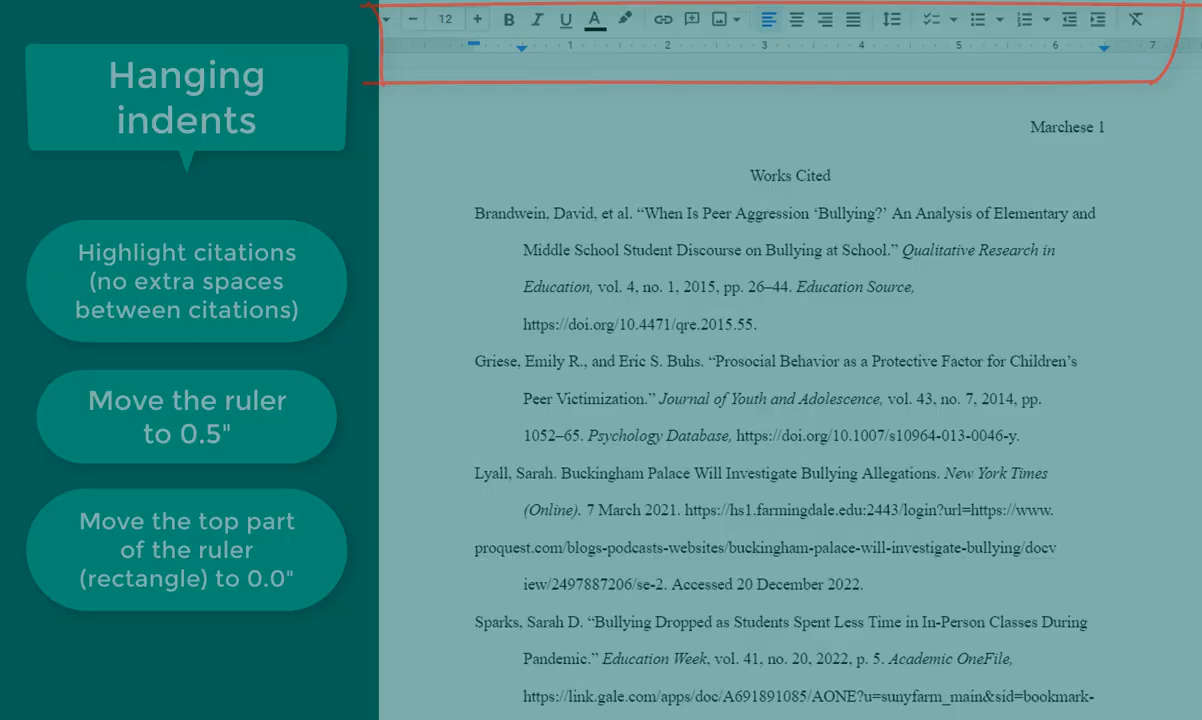 Hanging
indents
Highlight citations
(no extra spaces
between citations)
Move the ruler
to 0.5"
Move the top part
of the ruler
(rectangle) to 0.0"
12 B I U A
1 2 3 4 5 6 7
Marchese 1
Works Cited
Brandwein, David, et al. “When Is Peer Aggression ‘Bullying?’ An Analysis of Elementary and
Middle School Student Discourse on Bullying at School.” Qualitative Research in
Education, vol. 4, no. 1, 2015, pp. 26–44. Education Source,
https://doi.org/10.4471/qre.2015.55.
Griese, Emily R., and Eric S. Buhs. “Prosocial Behavior as a Protective Factor for Children’s
Peer Victimization.” Journal of Youth and Adolescence, vol. 43, no. 7, 2014, pp.
1052–65. Psychology Database, https://doi.org/10.1007/s10964-013-0046-y.
Lyall, Sarah. Buckingham Palace Will Investigate Bullying Allegations. New York Times
(Online). 7 March 2021. https://hs1.farmingdale.edu:2443/login?url=https://www.
proquest.com/blogs-podcasts-websites/buckingham-palace-will-investigate-bullying/docv
iew/2497887206/se-2. Accessed 20 December 2022.
Sparks, Sarah D. “Bullying Dropped as Students Spent Less Time in In-Person Classes During
Pandemic.” Education Week, vol. 41, no. 20, 2022, p. 5. Academic OneFile,
https://link.gale.com/apps/doc/A691891085/AONE?u=sunyfarm_main&sid=bookmark-